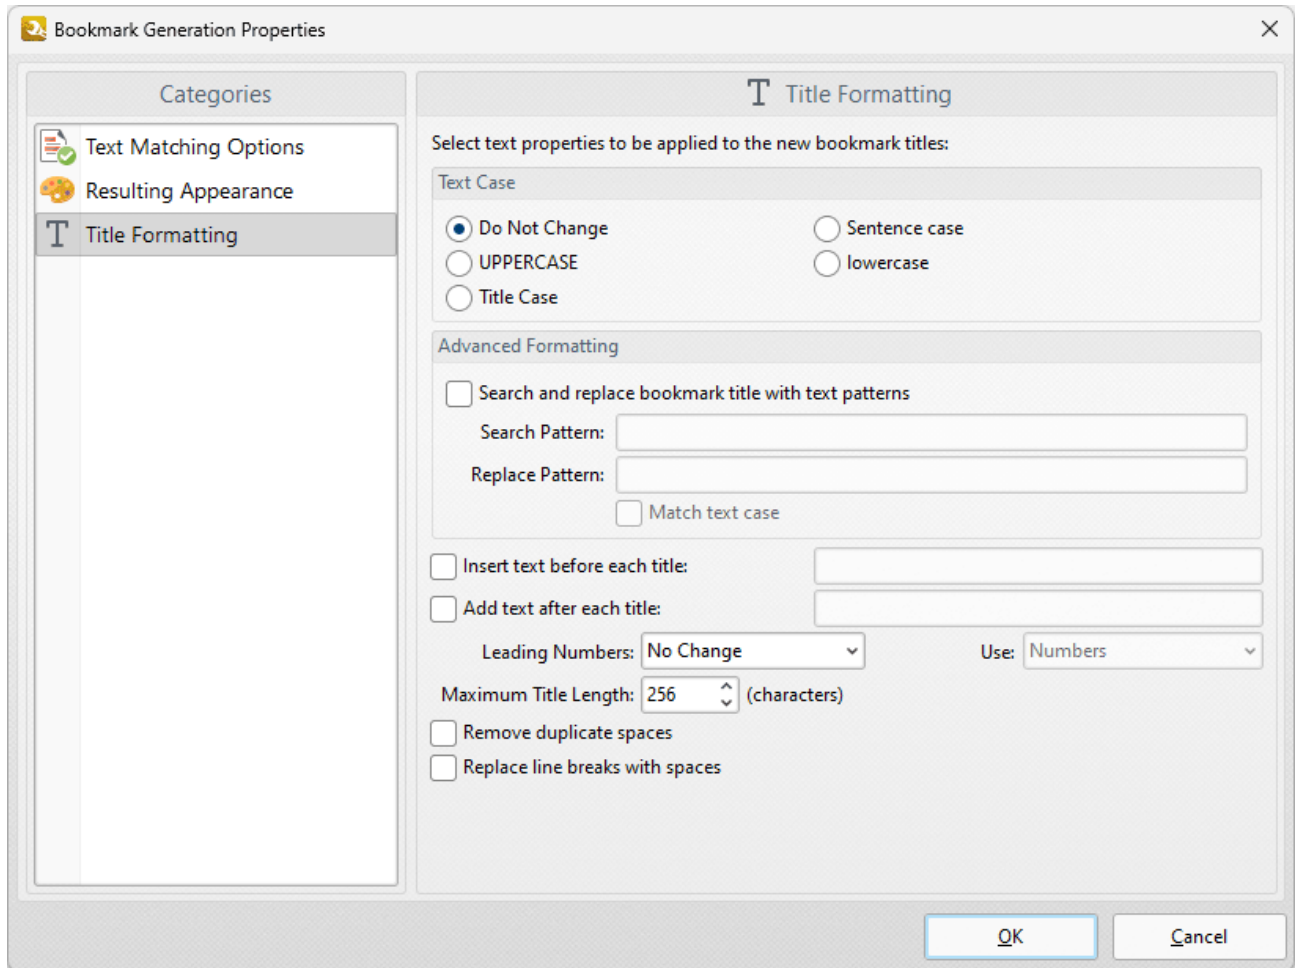 Bookmark Generation Properties
Categories
Text Matching Options
Resulting Appearance
Title Formatting
Title Formatting
Select text properties to be applied to the new bookmark titles:
Text Case
Do Not Change
Sentence case
UPPERCASE
lowercase
Title Case
Advanced Formatting
Search and replace bookmark title with text patterns
Search Pattern:
Replace Pattern:
Match text case
Insert text before each title:
Add text after each title:
Leading Numbers: No Change Use: Numbers
Maximum Title Length: 256 (characters)
Remove duplicate spaces
Replace line breaks with spaces
OK Cancel